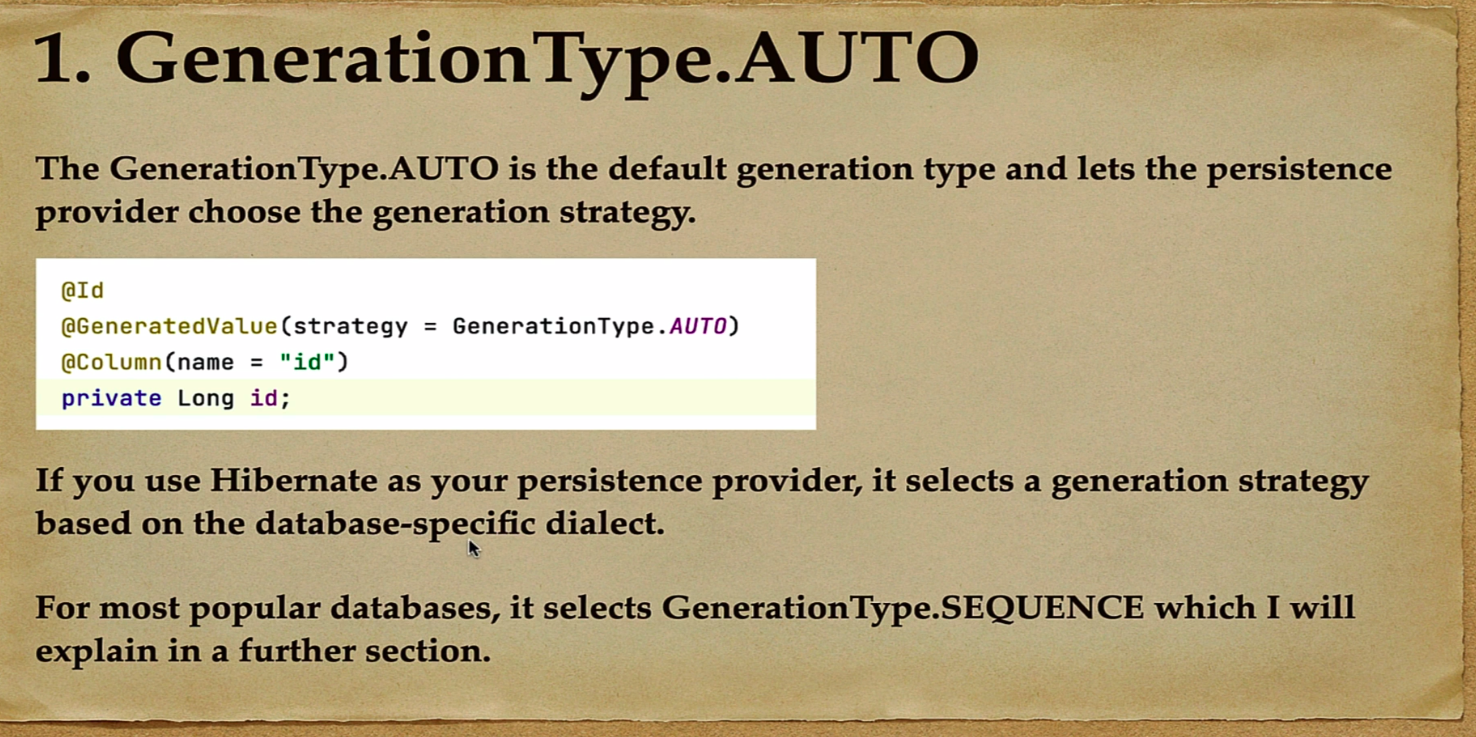 1. GenerationType.AUTO
The GenerationType.AUTO is the default generation type and lets the persistence
provider choose the generation strategy.
@Id
@GeneratedValue(strategy = GenerationType.AUTO)
@Column(name = "id")
private Long id;
If you use Hibernate as your persistence provider, it selects a generation strategy
based on the database-specific dialect.
For most popular databases, it selects GenerationType.SEQUENCE which I will
explain in a further section.